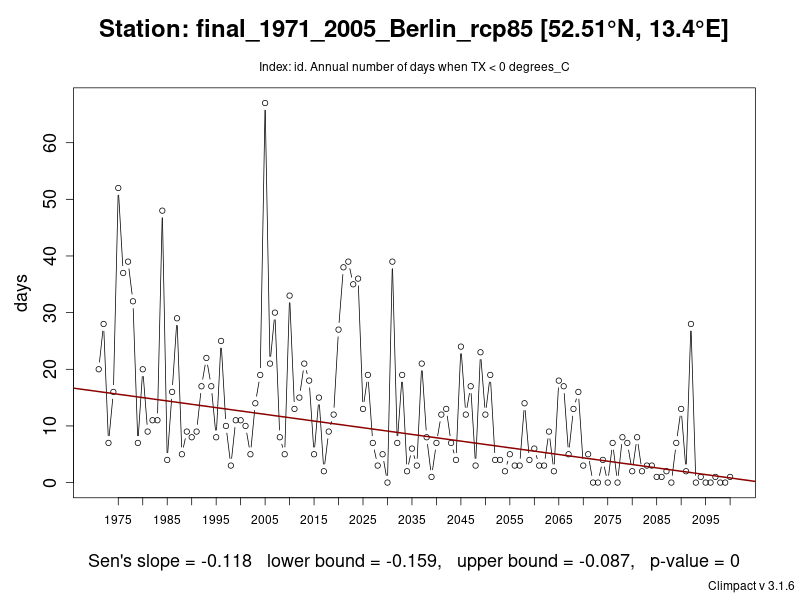 Station: final_1971_2005_Berlin_rcp85 [52.51°N, 13.4°E]
Index: id. Annual number of days when TX < 0 degrees_C
days
60
50
40
30
20
10
0
1975 1985 1995 2005 2015 2025 2035 2045 2055 2065 2075 2085 2095
Sen's slope = -0.118 lower bound = -0.159, upper bound = -0.087, p-value = 0
Climpact v 3.1.6